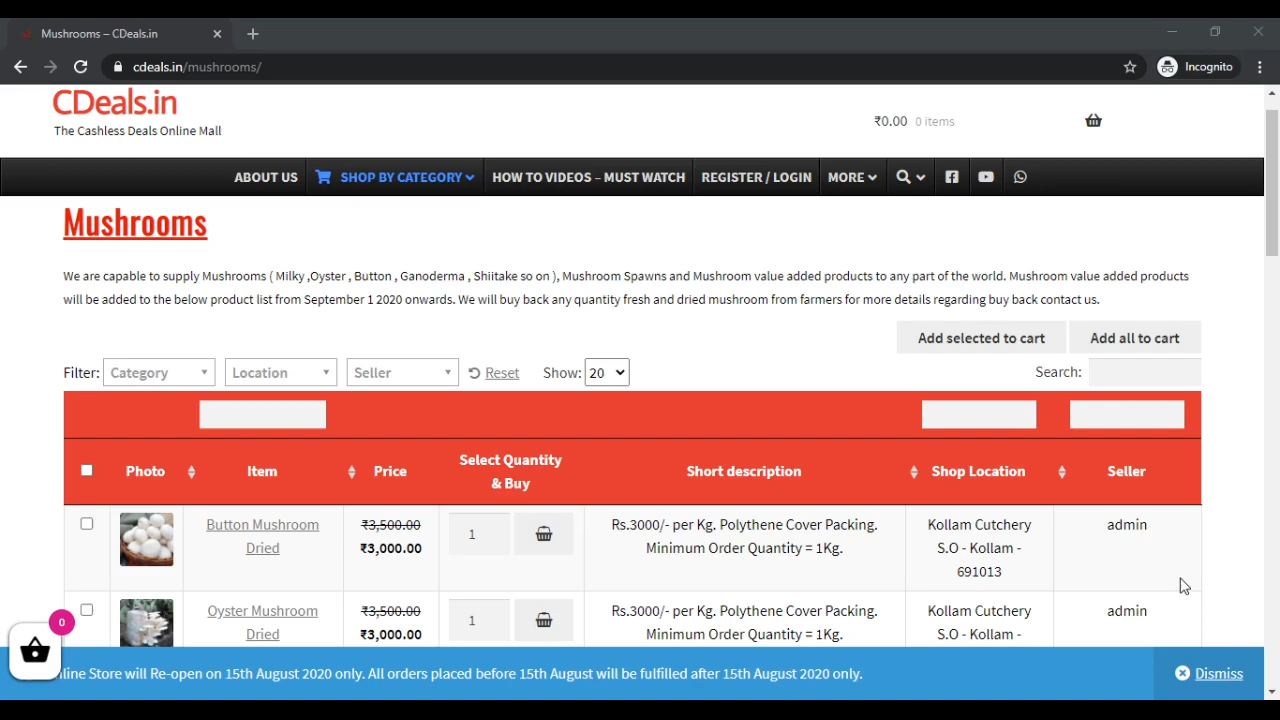 Mushrooms – CDeals.in
cdeals.in/mushrooms/
Incognito
CDeals.in
The Cashless Deals Online Mall
₹0.00 0 items
ABOUT US SHOP BY CATEGORY HOW TO VIDEOS – MUST WATCH REGISTER / LOGIN MORE
Mushrooms
We are capable to supply Mushrooms ( Milky ,Oyster , Button , Ganoderma , Shiitake so on ), Mushroom Spawns and Mushroom value added products to any part of the world. Mushroom value added products
will be added to the below product list from September 1 2020 onwards. We will buy back any quantity fresh and dried mushroom from farmers for more details regarding buy back contact us.
Add selected to cart Add all to cart
Filter: Category Location Seller Reset Show: 20 Search:
Photo Item Price Select Quantity & Buy Short description Shop Location Seller
Button Mushroom ₹3,500.00 1 Rs.3000/- per Kg. Polythene Cover Packing. Kollam Cutchery admin
Dried ₹3,000.00 Minimum Order Quantity = 1Kg. S.O - Kollam -
691013
Oyster Mushroom ₹3,500.00 1 Rs.3000/- per Kg. Polythene Cover Packing. Kollam Cutchery admin
Dried ₹3,000.00 Minimum Order Quantity = 1Kg. S.O - Kollam -
0
Store will Re-open on 15th August 2020 only. All orders placed before 15th August will be fulfilled after 15th August 2020 only. Dismiss